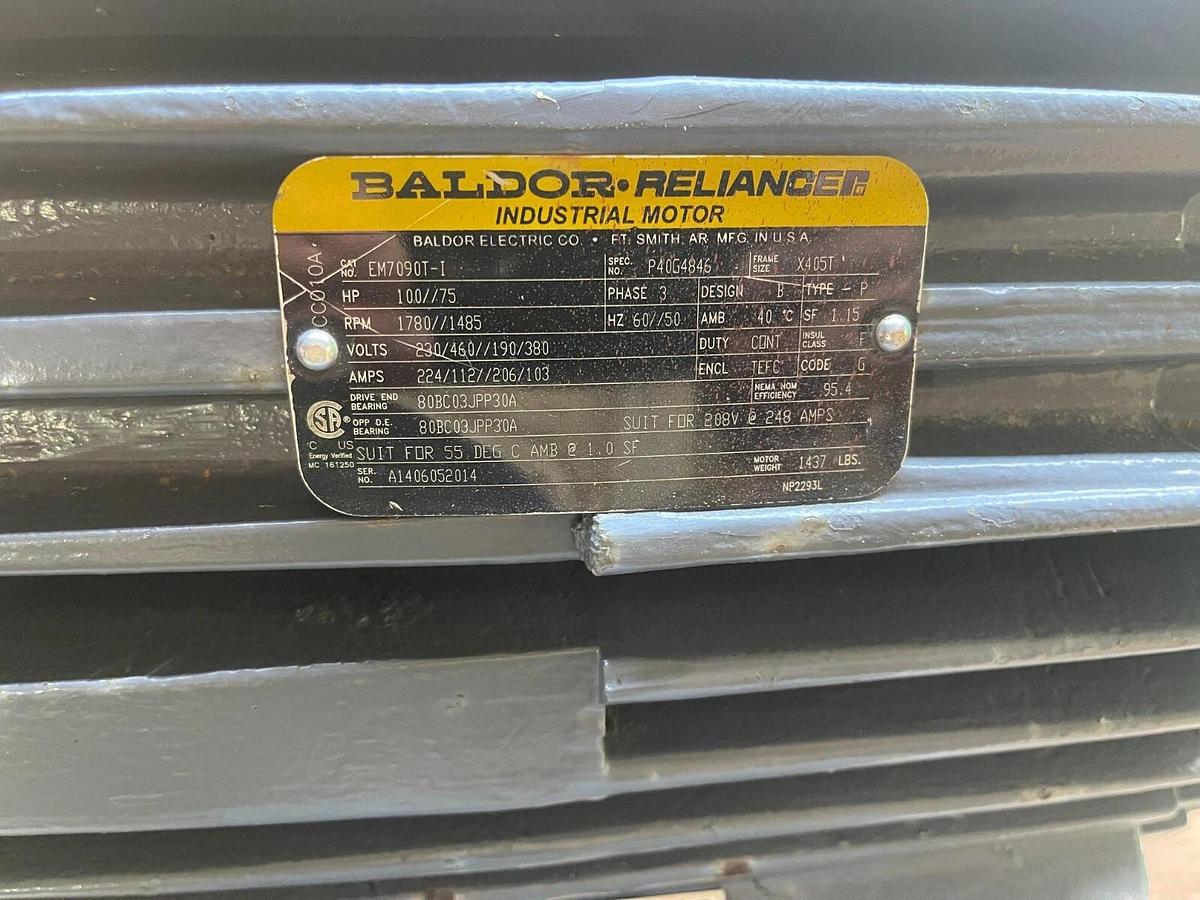 BALDOR•RELIANCER
INDUSTRIAL MOTOR
BALDOR ELECTRIC CO • FT. SMITH, AR MFG. IN U S A
CC010A
CAT NO. EM7090T-I SPEC. NO. P40G4846 FRAME SIZE X405T
HP 100//75 PHASE 3 DESIGN B TYPE P
RPM 1780//1485 HZ 60//50 AMB 40 °C SF 1.15
VOLTS 230/460//190/380 DUTY CONT INSUL CLASS F
AMPS 224/112//206/103 ENCL TEFC CODE G
DRIVE END BEARING 80BC03JPP30A NEMA NOM EFFICIENCY 95.4
OPP D.E. BEARING 80BC03JPP30A SUIT FOR 208V @ 248 AMPS
SUIT FOR 55 DEG C AMB @ 1.0 SF
SER. NO. A1406052014 MOTOR WEIGHT 1437 LBS.
NP2293L
SA®
C US
Energy Verified
MC 161250